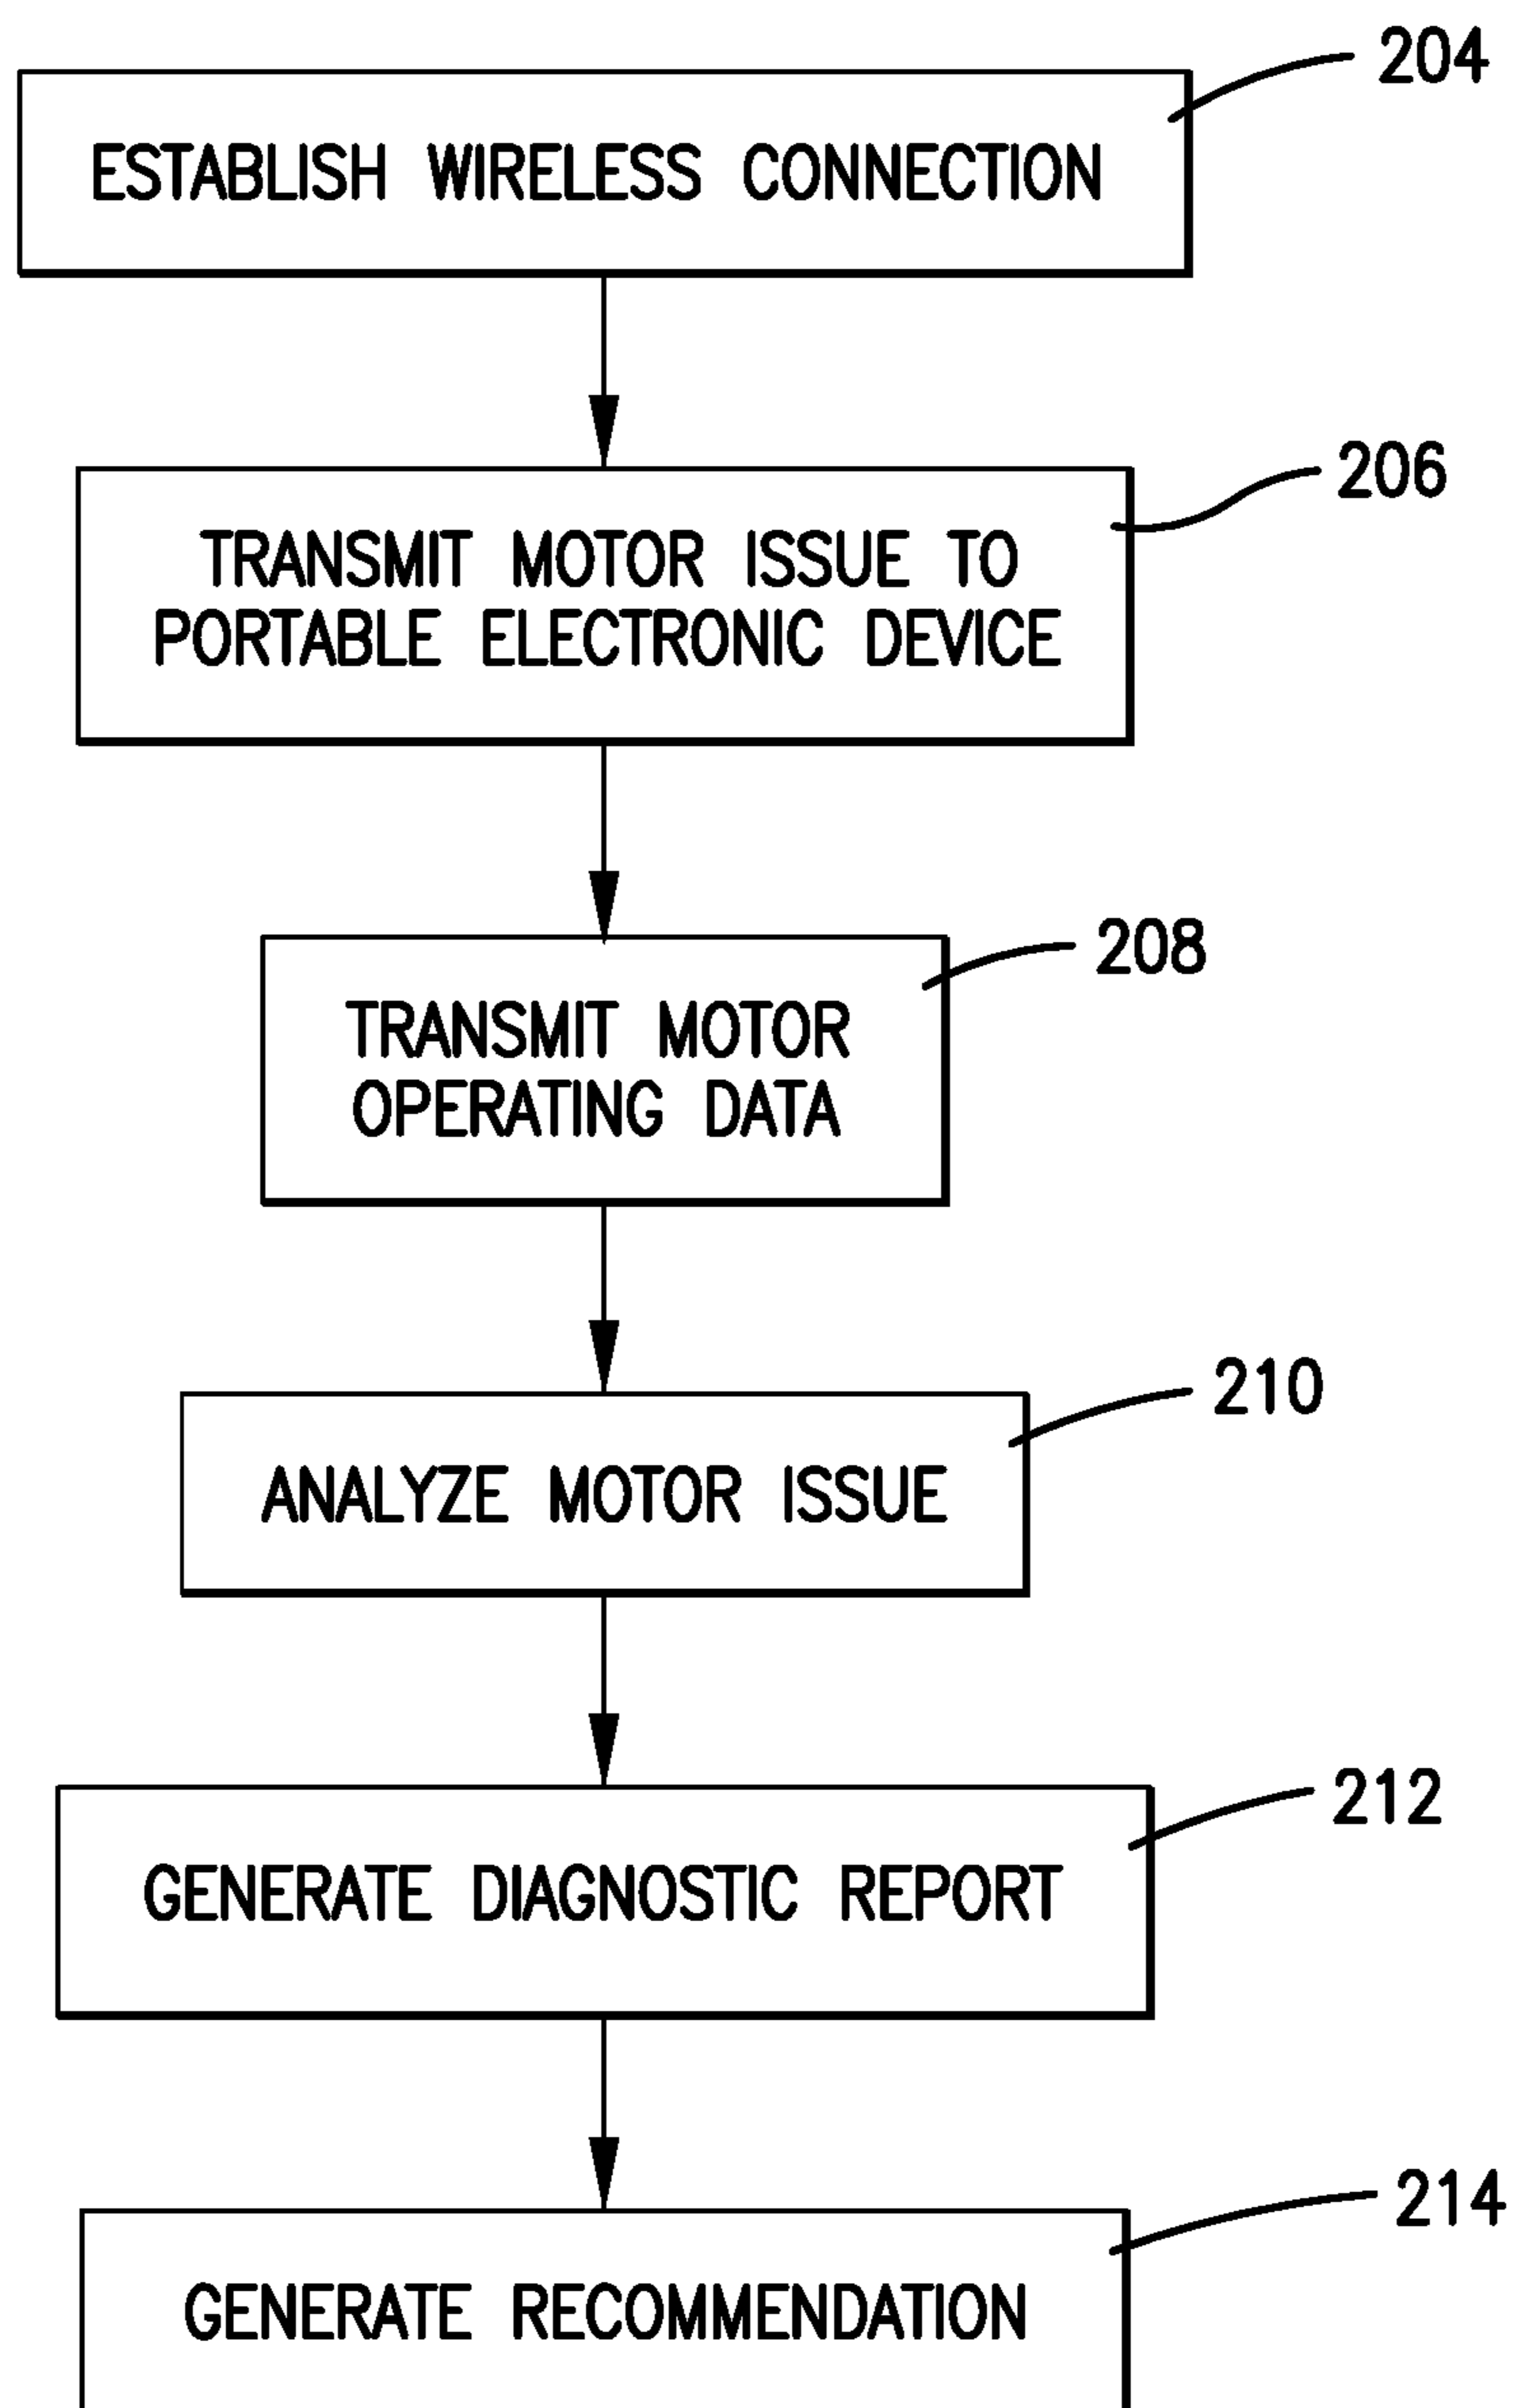 204
ESTABLISH WIRELESS CONNECTION
206
TRANSMIT MOTOR ISSUE TO
PORTABLE ELECTRONIC DEVICE
208
TRANSMIT MOTOR
OPERATING DATA
210
ANALYZE MOTOR ISSUE
212
GENERATE DIAGNOSTIC REPORT
214
GENERATE RECOMMENDATION